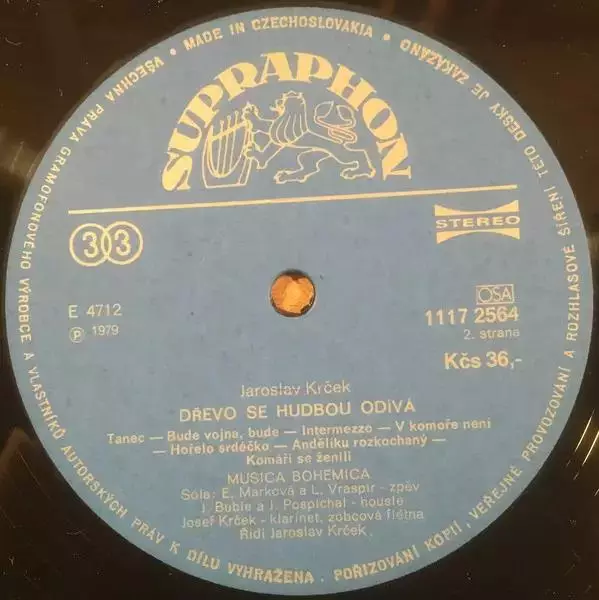 • MADE IN CZECHOSLOVAKIA •
VŠECHNA PRÁVA GRAMOFONOVÉHO VÝROBCE A VLASTNÍKŮ AUTORSKÝCH PRÁV K DÍLU VYHRAŽENA. POŘIZOVÁNÍ KOPIÍ, VEŘEJNÉ PROVOZOVÁNÍ A ROZHLASOVÉ ŠÍŘENÍ TÉTO DESKY JE ZAKÁZÁNO
SUPRAPHON
33
STEREO
E 4712
Ⓟ 1979
OSA
1117 2564
2. strana
Kčs 36,-
Jaroslav Krček
DŘEVO SE HUDBOU ODÍVÁ
Tanec — Bude vojna, bude — Intermezzo — V komoře není
— Hořelo srdéčko — Andělíku rozkochaný —
Komáři se ženili
MUSICA BOHEMICA
Sóla: E. Marková a L. Vraspír - zpěv
J. Buble a J. Pospíchal - housle
Josef Krček - klarinet, zobcová flétna
Řídí Jaroslav Krček